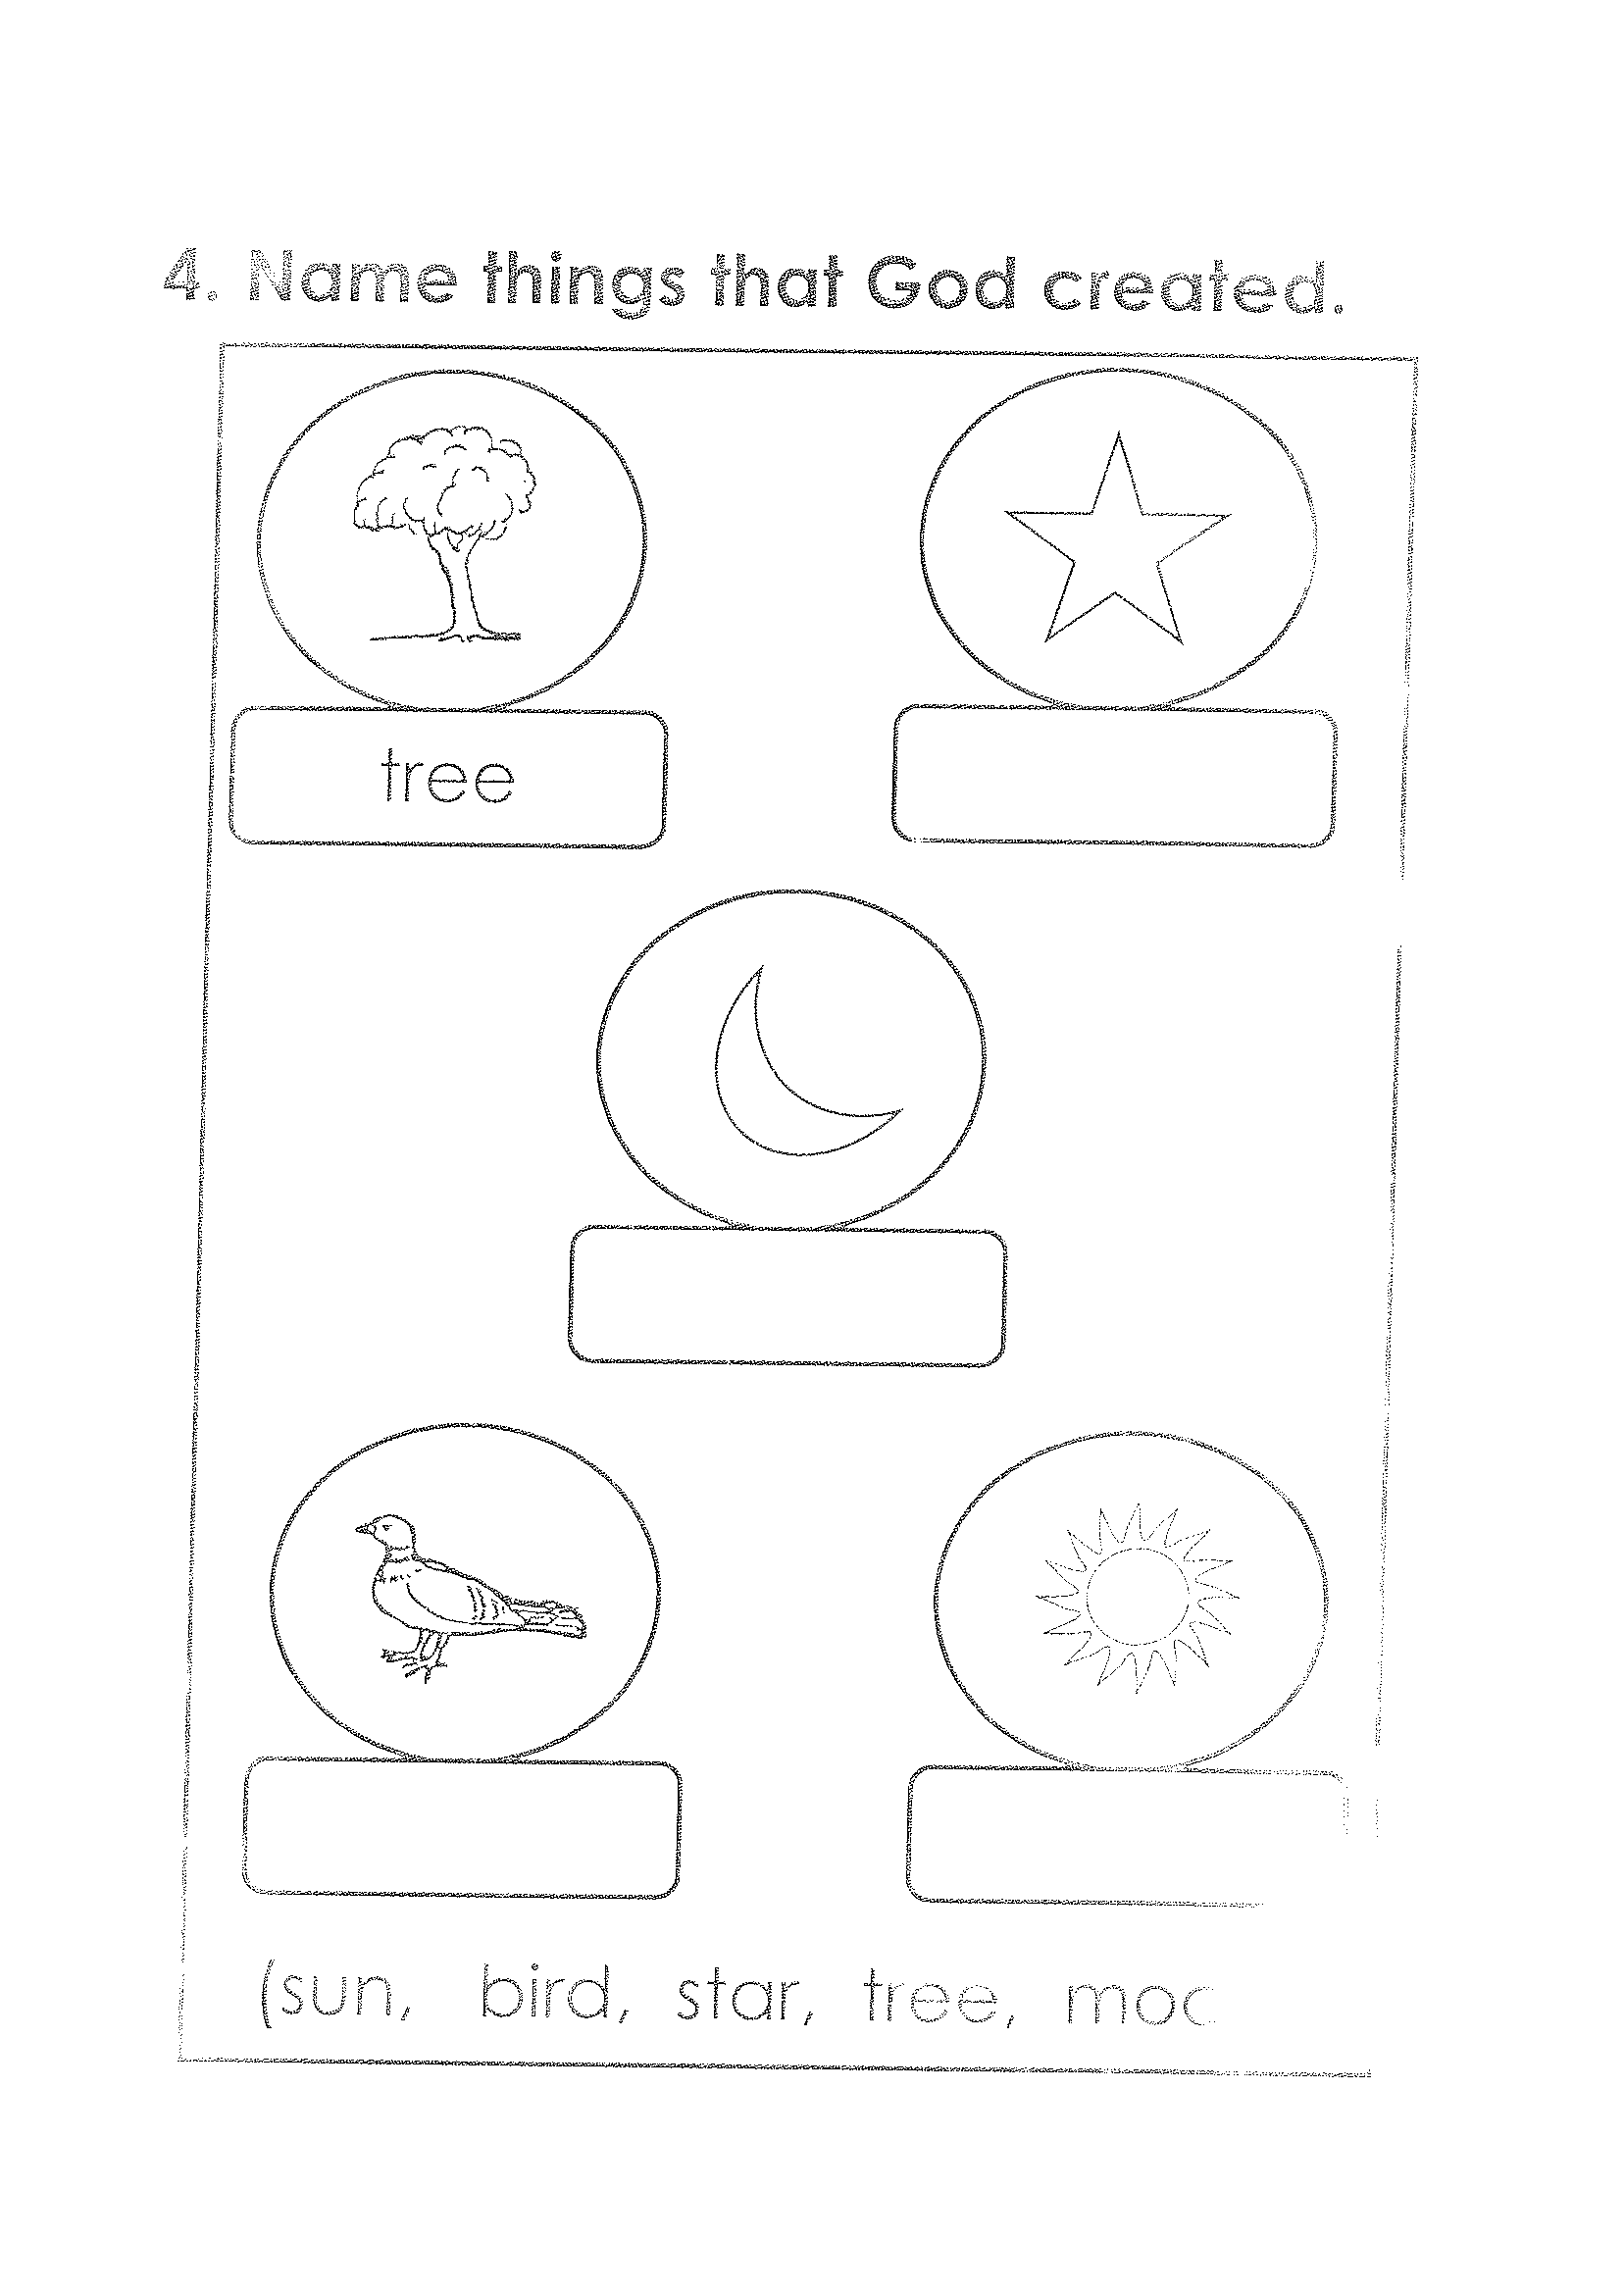 4. Name things that God created.
tree
(sun, bird, star, tree,